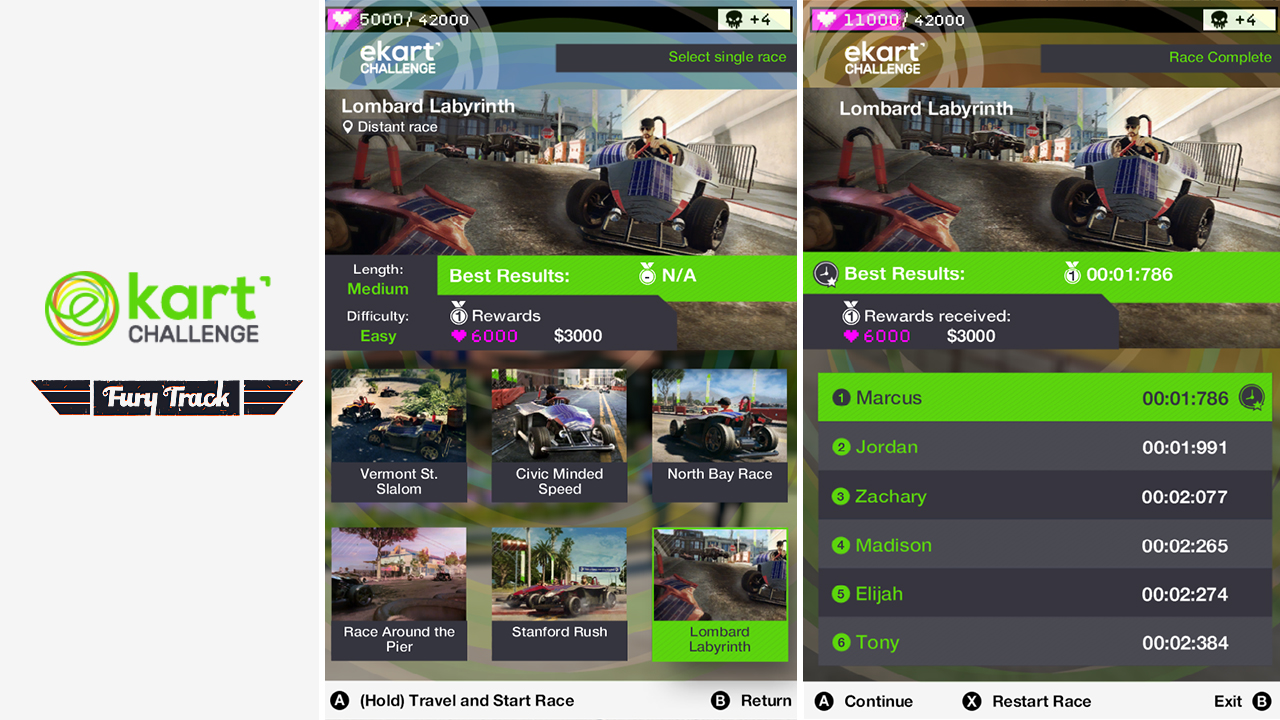 kart
CHALLENGE
Fury Track
5000/ 42000
+4
ekart
CHALLENGE
Select single race
Lombard Labyrinth
Distant race
Length:
Medium
Best Results:
- N/A
Difficulty:
Easy
1 Rewards
6000 $3000
Vermont St.
Slalom
Civic Minded
Speed
North Bay Race
Race Around the
Pier
Stanford Rush
Lombard
Labyrinth
A (Hold) Travel and Start Race
B Return
11000/ 42000
+4
ekart
CHALLENGE
Race Complete
Lombard Labyrinth
Best Results:
1 00:01:786
1 Rewards received:
6000 $3000
1 Marcus 00:01:786
2 Jordan 00:01:991
3 Zachary 00:02:077
4 Madison 00:02:265
5 Elijah 00:02:274
6 Tony 00:02:384
A Continue
X Restart Race
Exit B